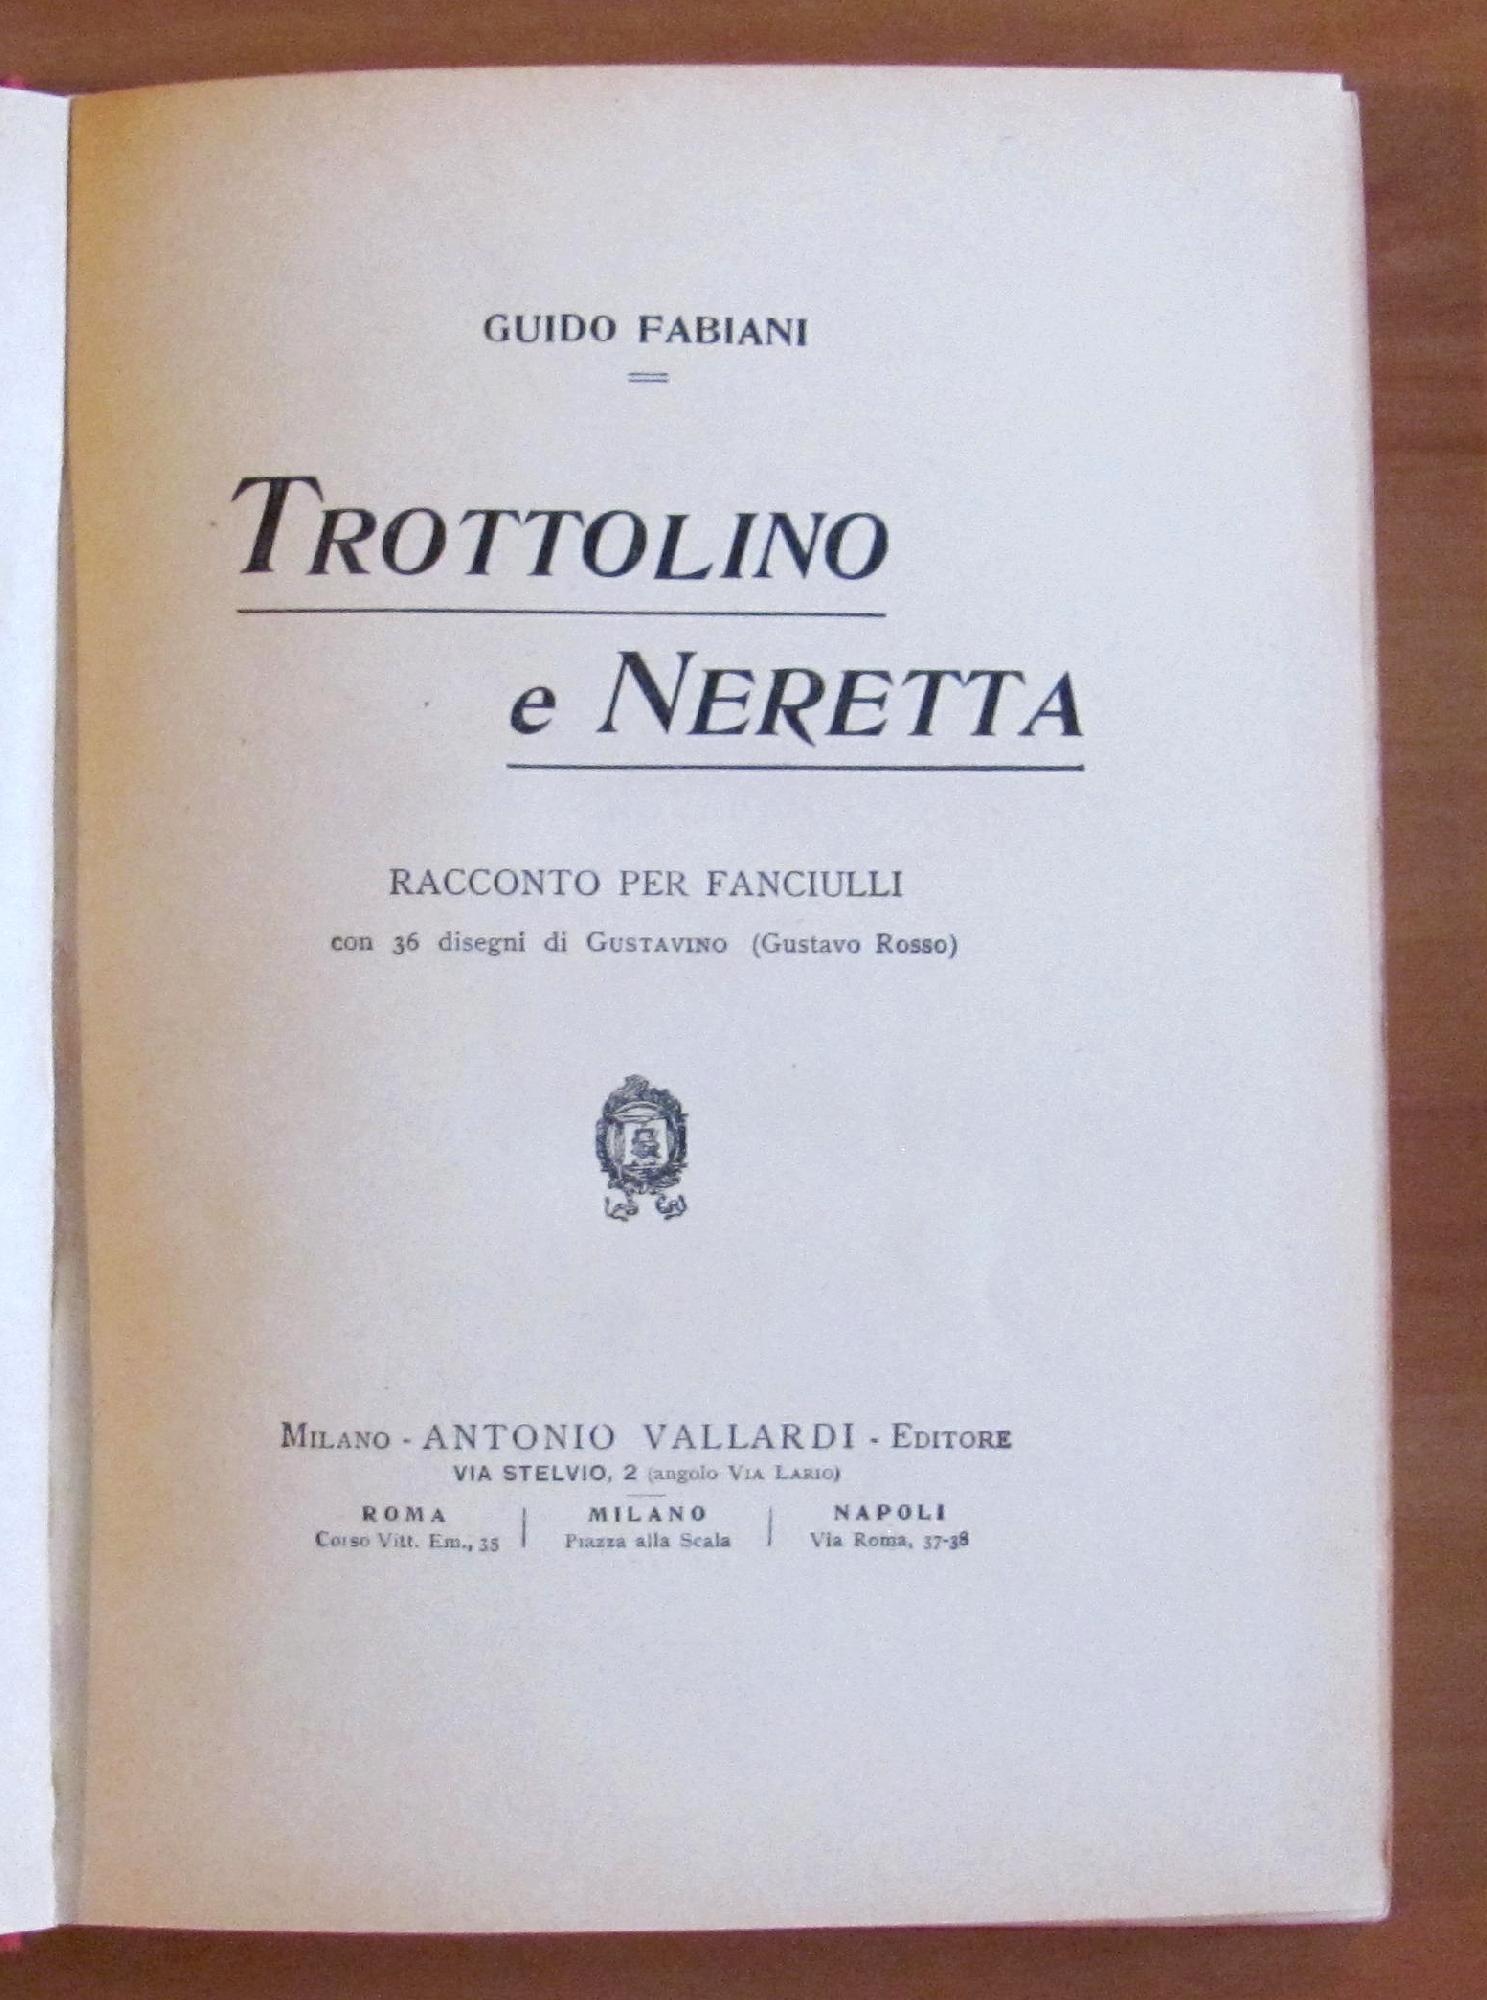 GUIDO FABIANI
TROTTOLINO
e NERETTA
RACCONTO PER FANCIULLI
con 36 disegni di GUSTAVINO (Gustavo Rosso)
MILANO - ANTONIO VALLARDI - EDITORE
VIA STELVIO, 2 (angolo VIA LARIO)
ROMA | MILANO | NAPOLI
Corso Vitt. Em., 35 | Piazza alla Scala | Via Roma, 37-38